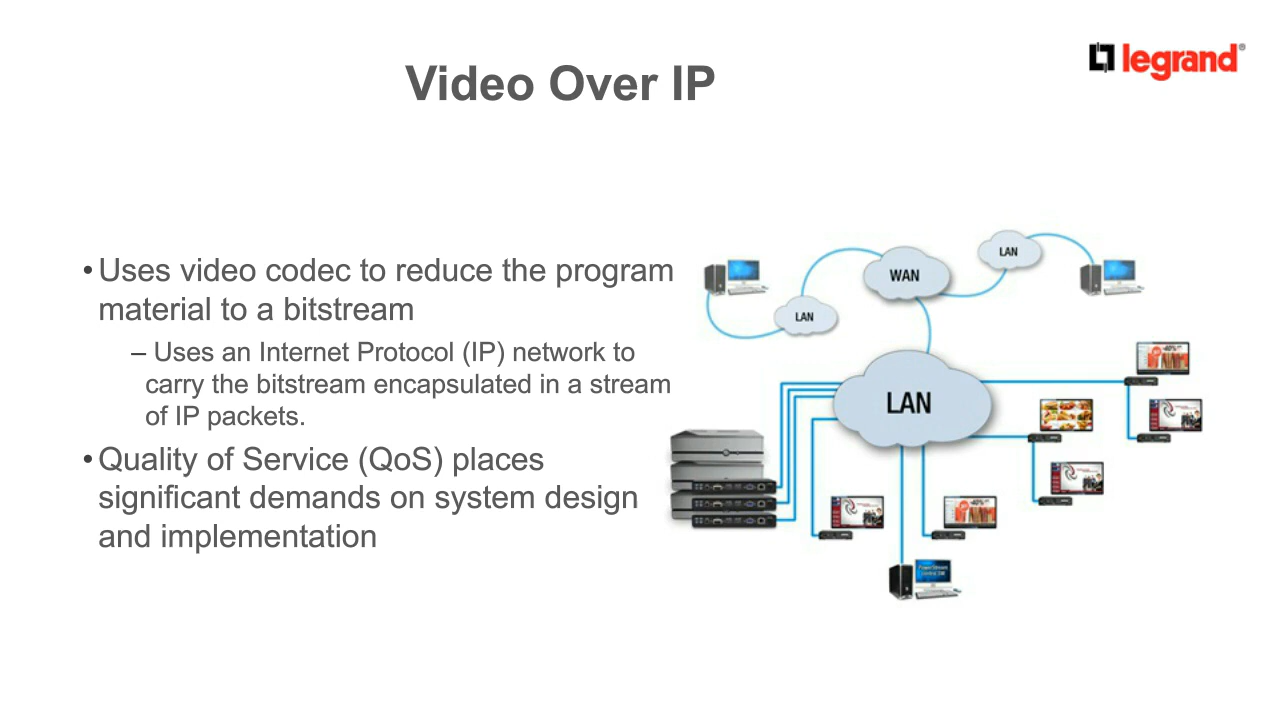 Video Over IP
legrand®
•Uses video codec to reduce the program
material to a bitstream
– Uses an Internet Protocol (IP) network to
carry the bitstream encapsulated in a stream
of IP packets.
•Quality of Service (QoS) places
significant demands on system design
and implementation
LAN
WAN
LAN
LAN